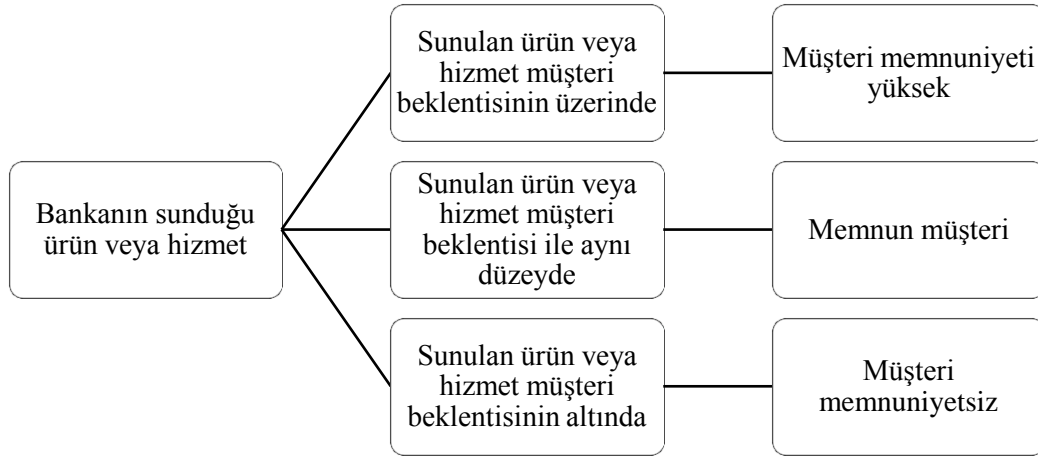 Bankanın sunduğu
ürün veya hizmet
Sunulan ürün veya
hizmet müşteri
beklentisinin üzerinde
Müşteri memnuniyeti
yüksek
Sunulan ürün veya
hizmet müşteri
beklentisi ile aynı
düzeyde
Memnun müşteri
Sunulan ürün veya
hizmet müşteri
beklentisinin altında
Müşteri
memnuniyetsiz